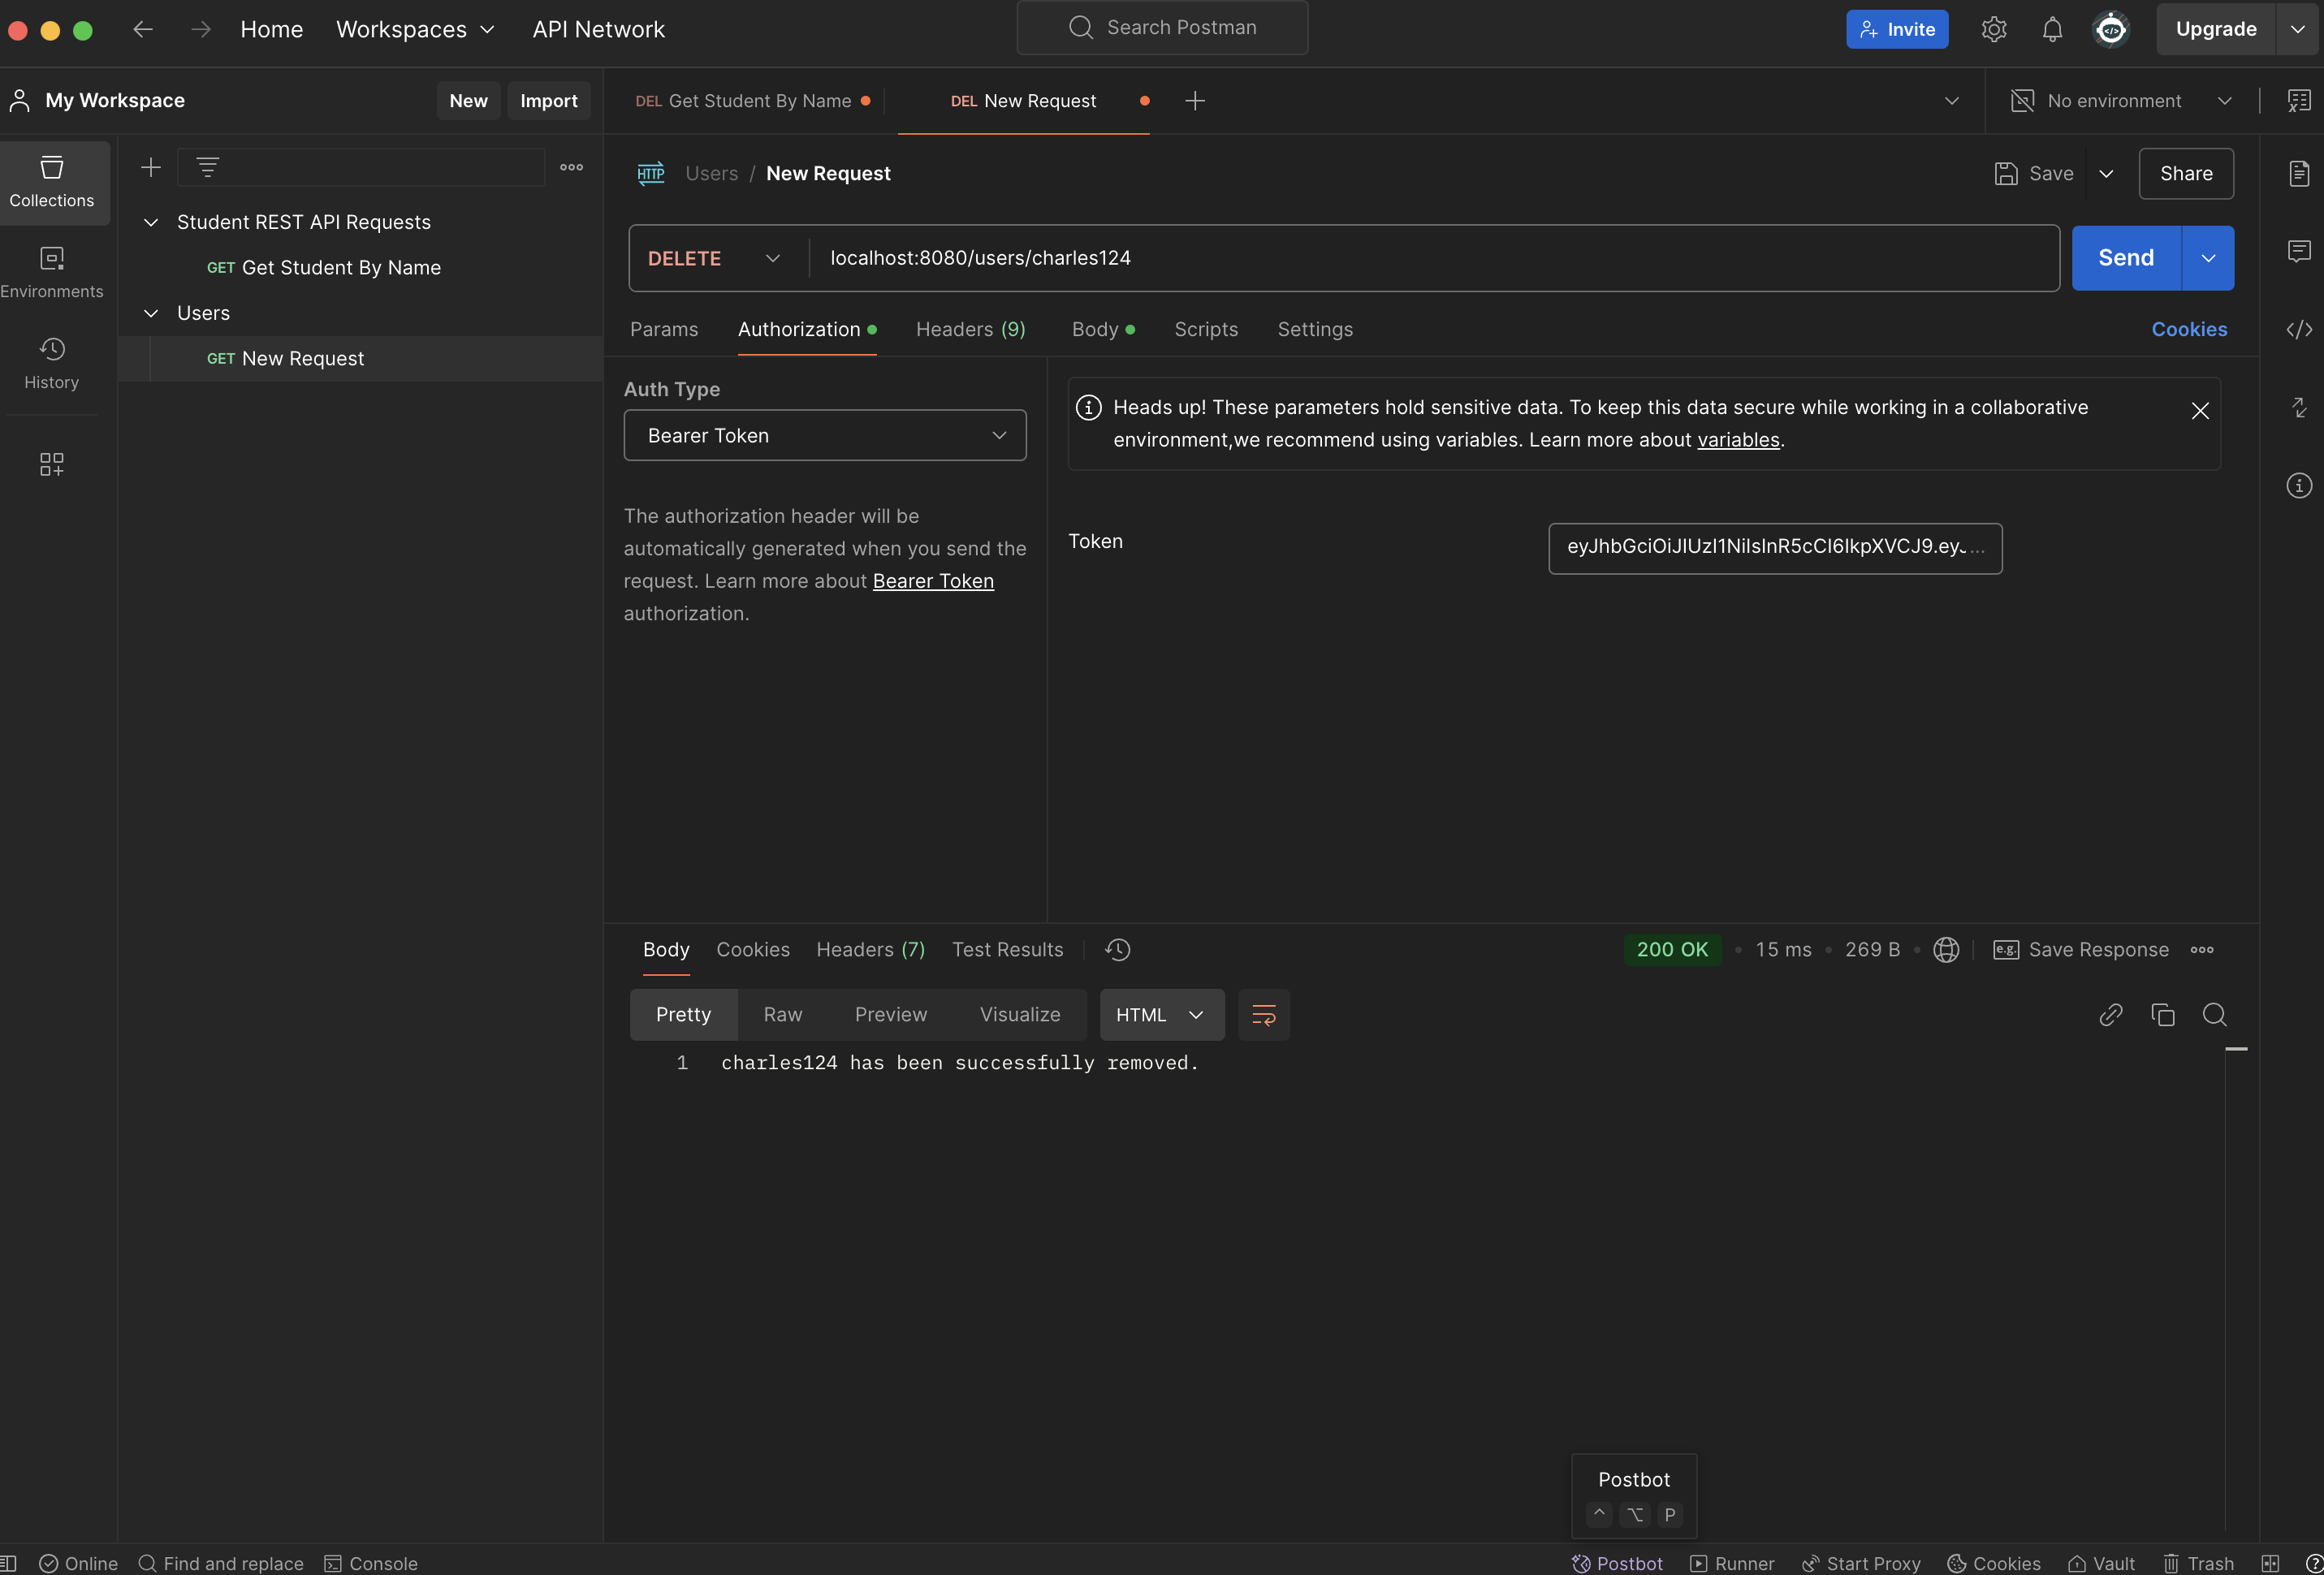 Home Workspaces API Network Search Postman Invite Upgrade
My Workspace New Import DEL Get Student By Name DEL New Request No environment
Collections
Environments
History
Student REST API Requests
GET Get Student By Name
Users
GET New Request
HTTP Users / New Request Save Share
DELETE localhost:8080/users/charles124 Send
Params Authorization Headers (9) Body Scripts Settings Cookies
Auth Type
Bearer Token
The authorization header will be
automatically generated when you send the
request. Learn more about Bearer Token
authorization.
Heads up! These parameters hold sensitive data. To keep this data secure while working in a collaborative
environment,we recommend using variables. Learn more about variables.
Token
Body Cookies Headers (7) Test Results 200 OK • 15 ms • 269 B • e.g. Save Response
Pretty Raw Preview Visualize HTML
1 charles124 has been successfully removed.
Postbot
^ ⌥ P
Online Find and replace Console Postbot Runner Start Proxy Cookies Vault Trash